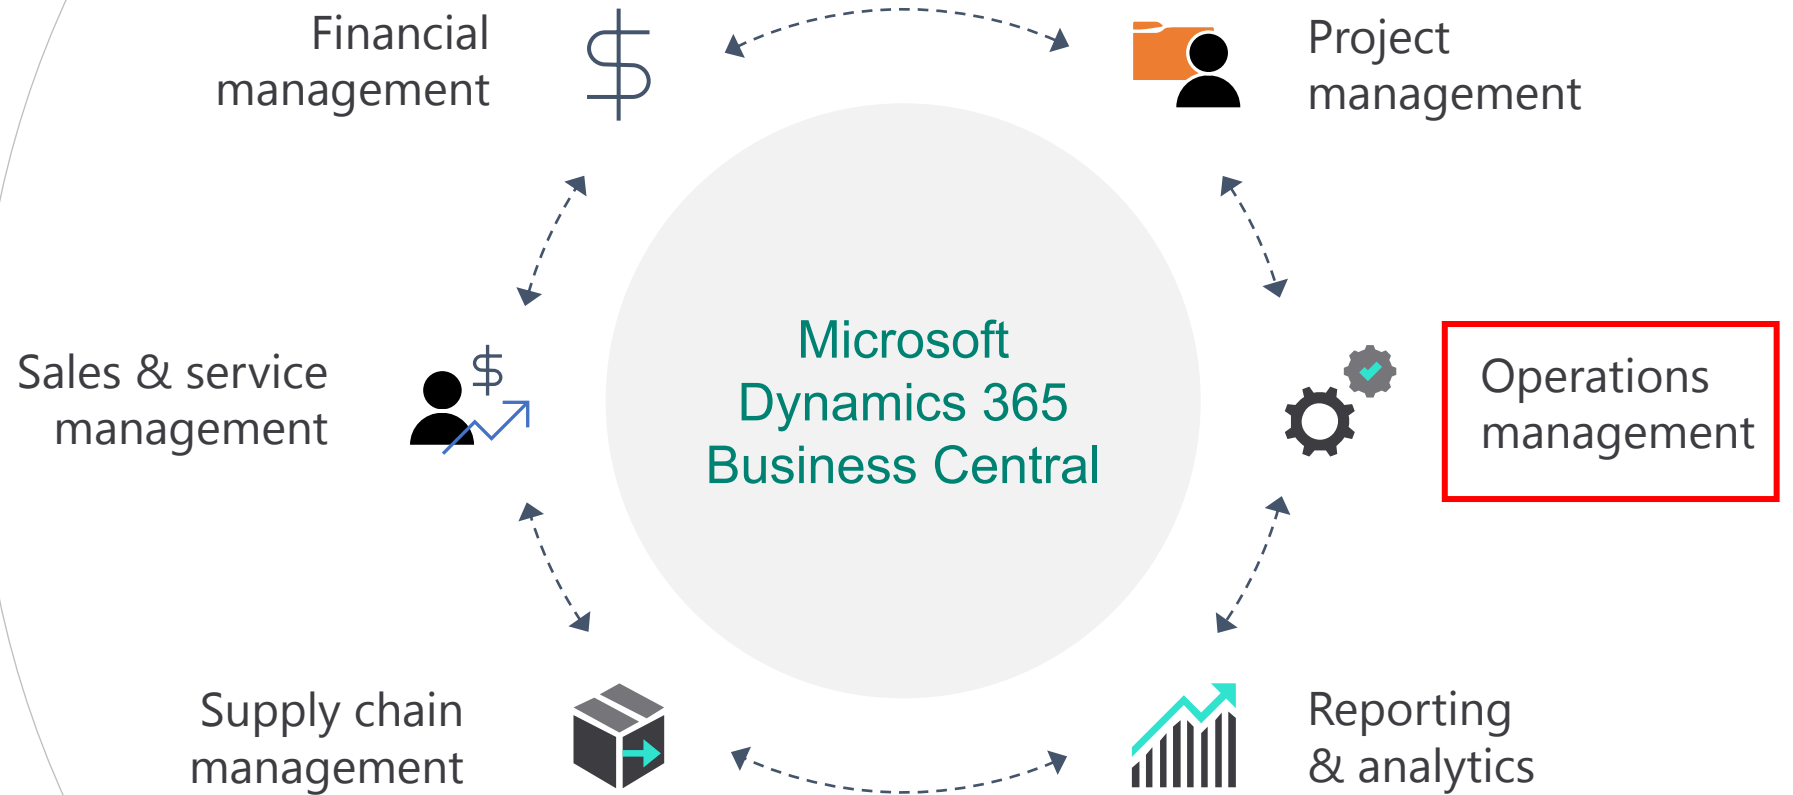 Financial
management
Project
management
Sales & service
management
Microsoft
Dynamics 365
Business Central
Operations
management
Supply chain
management
Reporting
& analytics